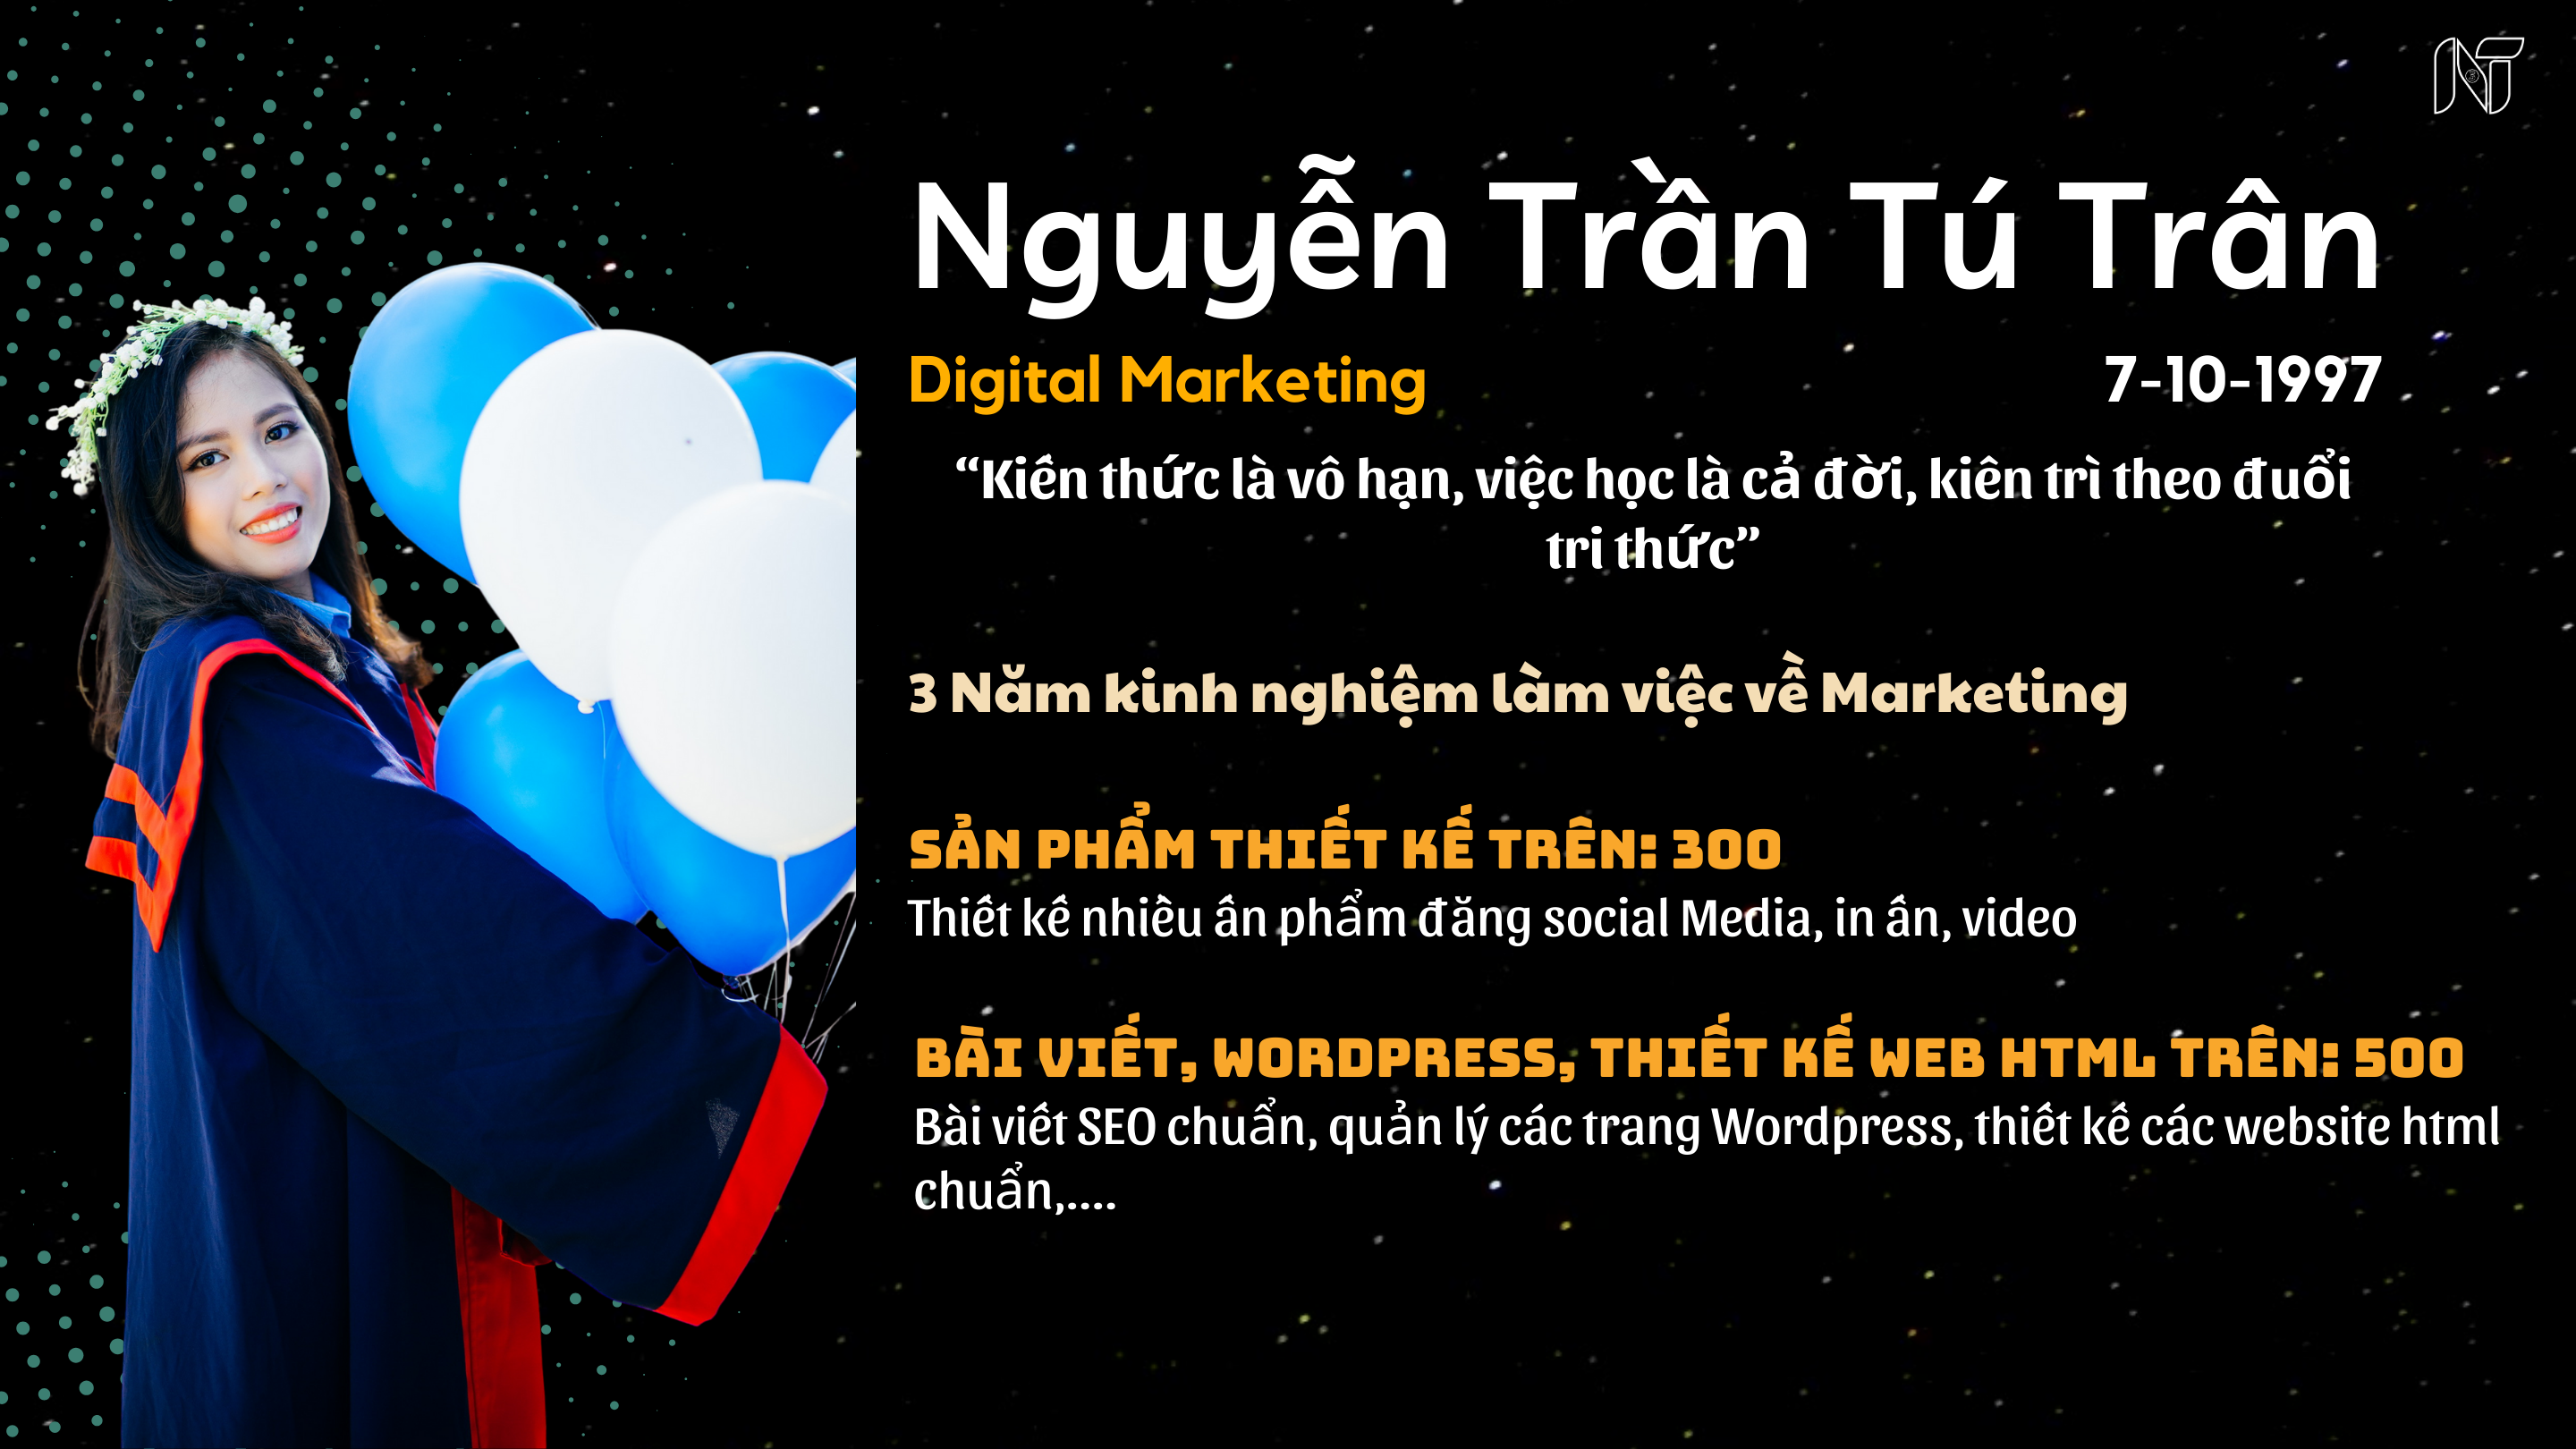 NT
Nguyễn Trần Tú Trân
Digital Marketing
7-10-1997
“Kiến thức là vô hạn, việc học là cả đời, kiên trì theo đuổi
tri thức”
3 Năm kinh nghiệm làm việc về Marketing
SẢN PHẨM THIẾT KẾ TRÊN: 300
Thiết kế nhiều ấn phẩm đăng social Media, in ấn, video
BÀI VIẾT, WORDPRESS, THIẾT KẾ WEB HTML TRÊN: 500
Bài viết SEO chuẩn, quản lý các trang Wordpress, thiết kế các website html
chuẩn,....